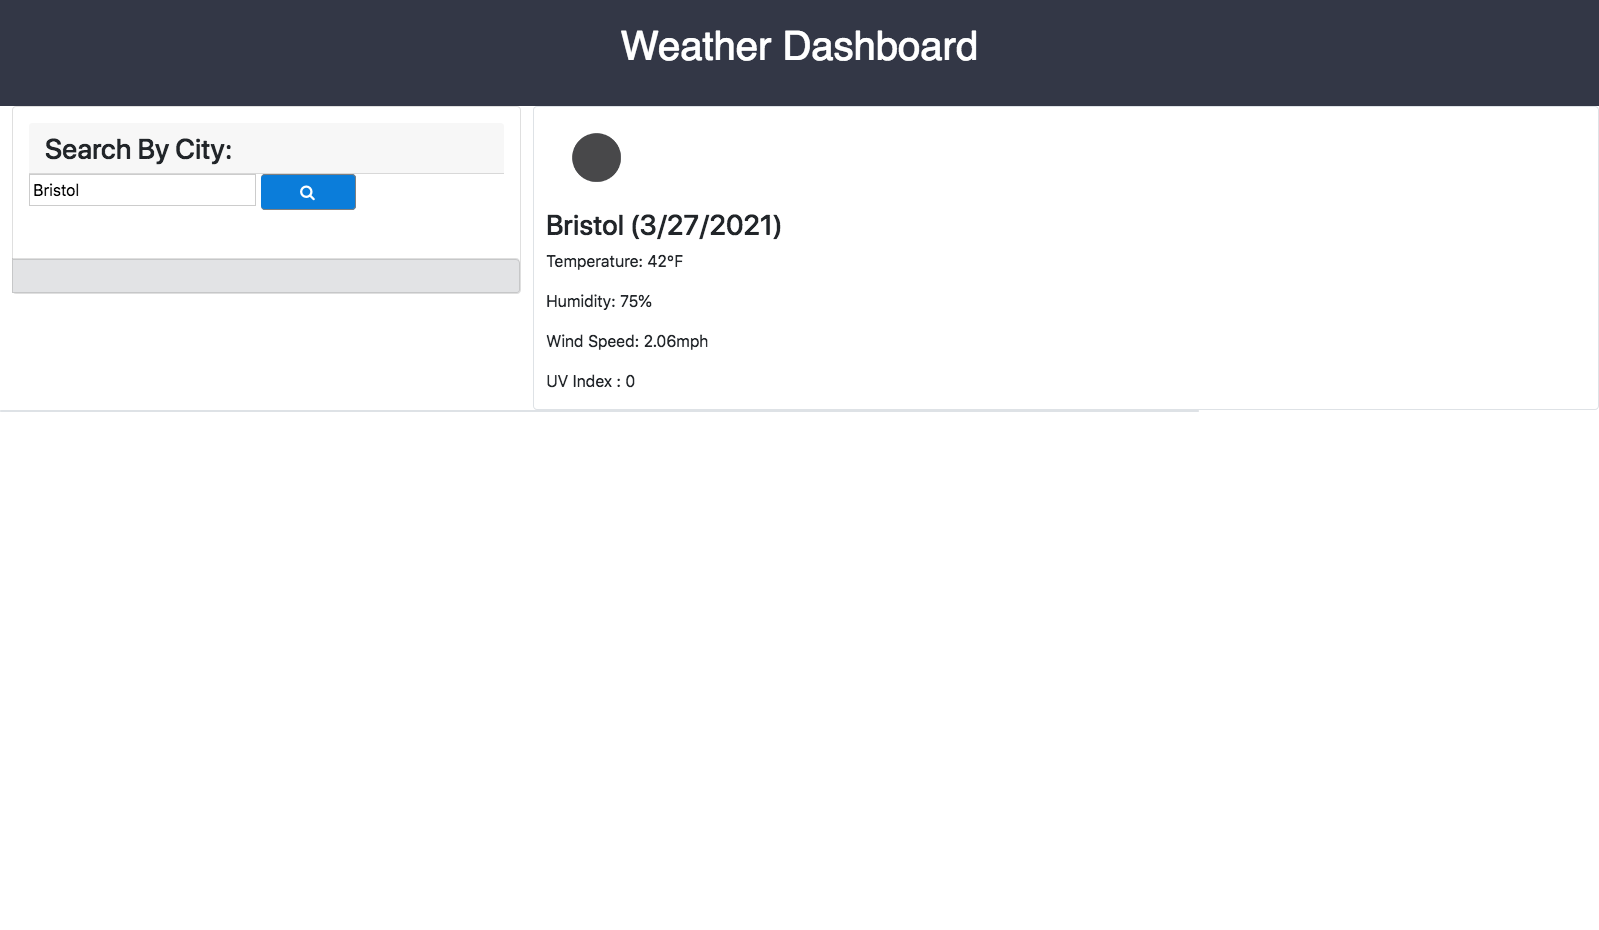 Weather Dashboard
Search By City:
Bristol
Bristol (3/27/2021)
Temperature: 42°F
Humidity: 75%
Wind Speed: 2.06mph
UV Index : 0